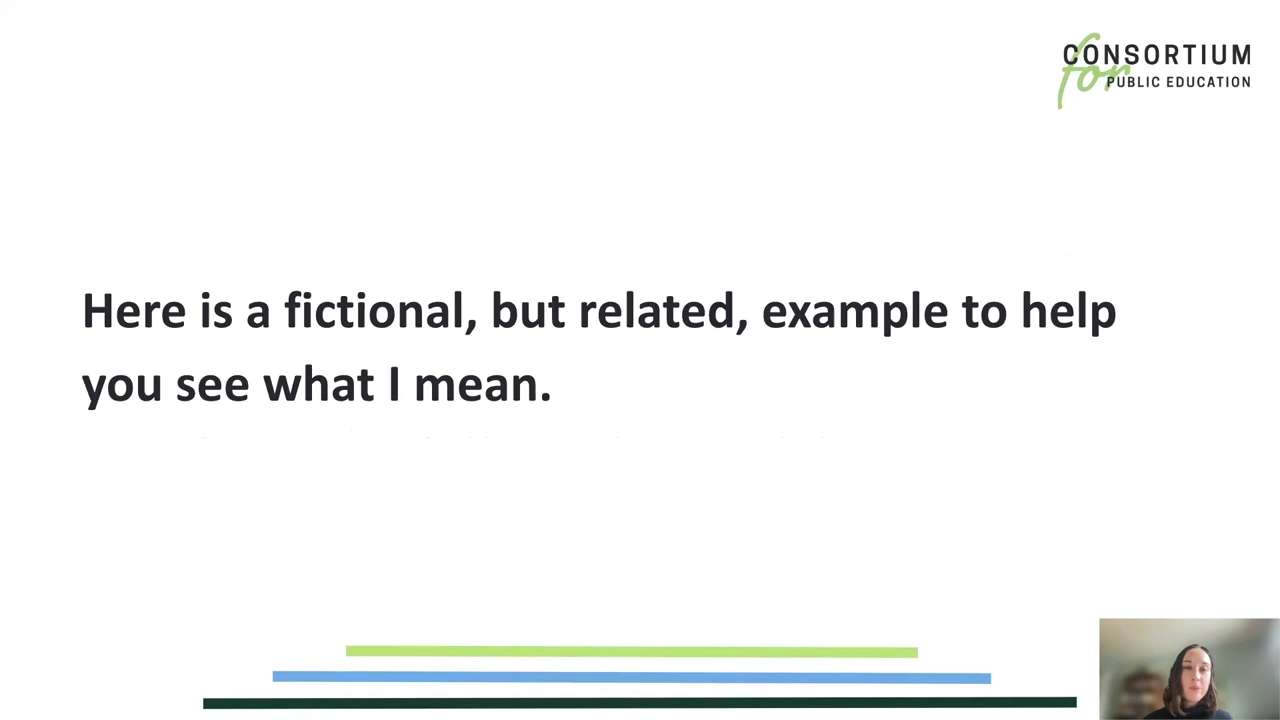 CONSORTIUM
for PUBLIC EDUCATION
Here is a fictional, but related, example to help
you see what I mean.